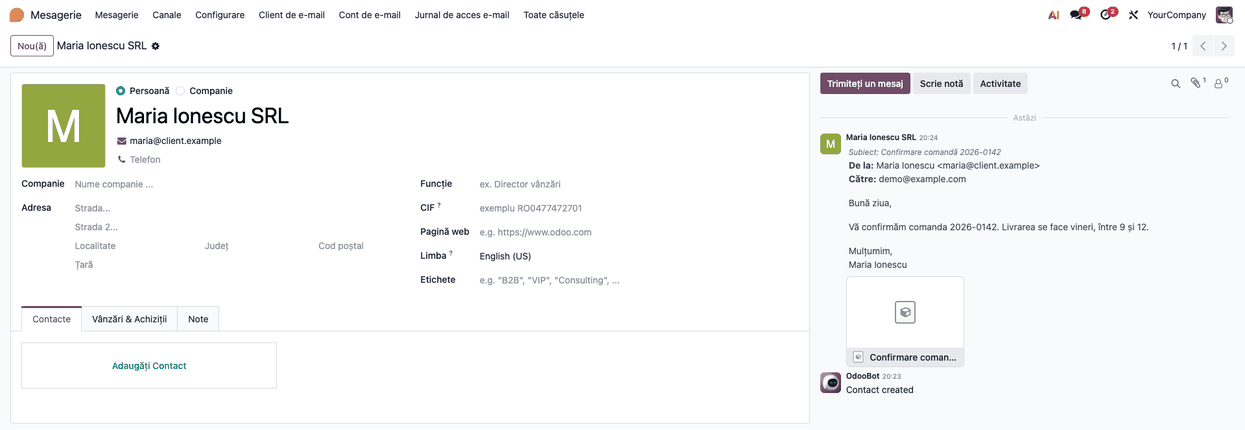 Mesagerie Mesagerie Canale Configurare Client de e-mail Cont de e-mail Jurnal de acces e-mail Toate căsuțele AI 8 2 YourCompany
Nou(ă) Maria Ionescu SRL 1 / 1
M
Persoană Companie
Maria Ionescu SRL
maria@client.example
Telefon
Companie Nume companie ...
Adresa Strada...
Strada 2...
Localitate Județ Cod poștal
Țară
Funcție ex. Director vânzări
CIF ? exemplu RO0477472701
Pagină web e.g. https://www.odoo.com
Limba ? English (US)
Etichete e.g. "B2B", "VIP", "Consulting", ...
Contacte Vânzări & Achiziții Note
Adaugăți Contact
Trimiteți un mesaj Scrie notă Activitate 1 0
Astăzi
M Maria Ionescu SRL 20:24
Subiect: Confirmare comandă 2026-0142
De la: Maria Ionescu <maria@client.example>
Către: demo@example.com
Bună ziua,
Vă confirmăm comanda 2026-0142. Livrarea se face vineri, între 9 și 12.
Mulțumim,
Maria Ionescu
Confirmare coman...
OdooBot 20:23
Contact created